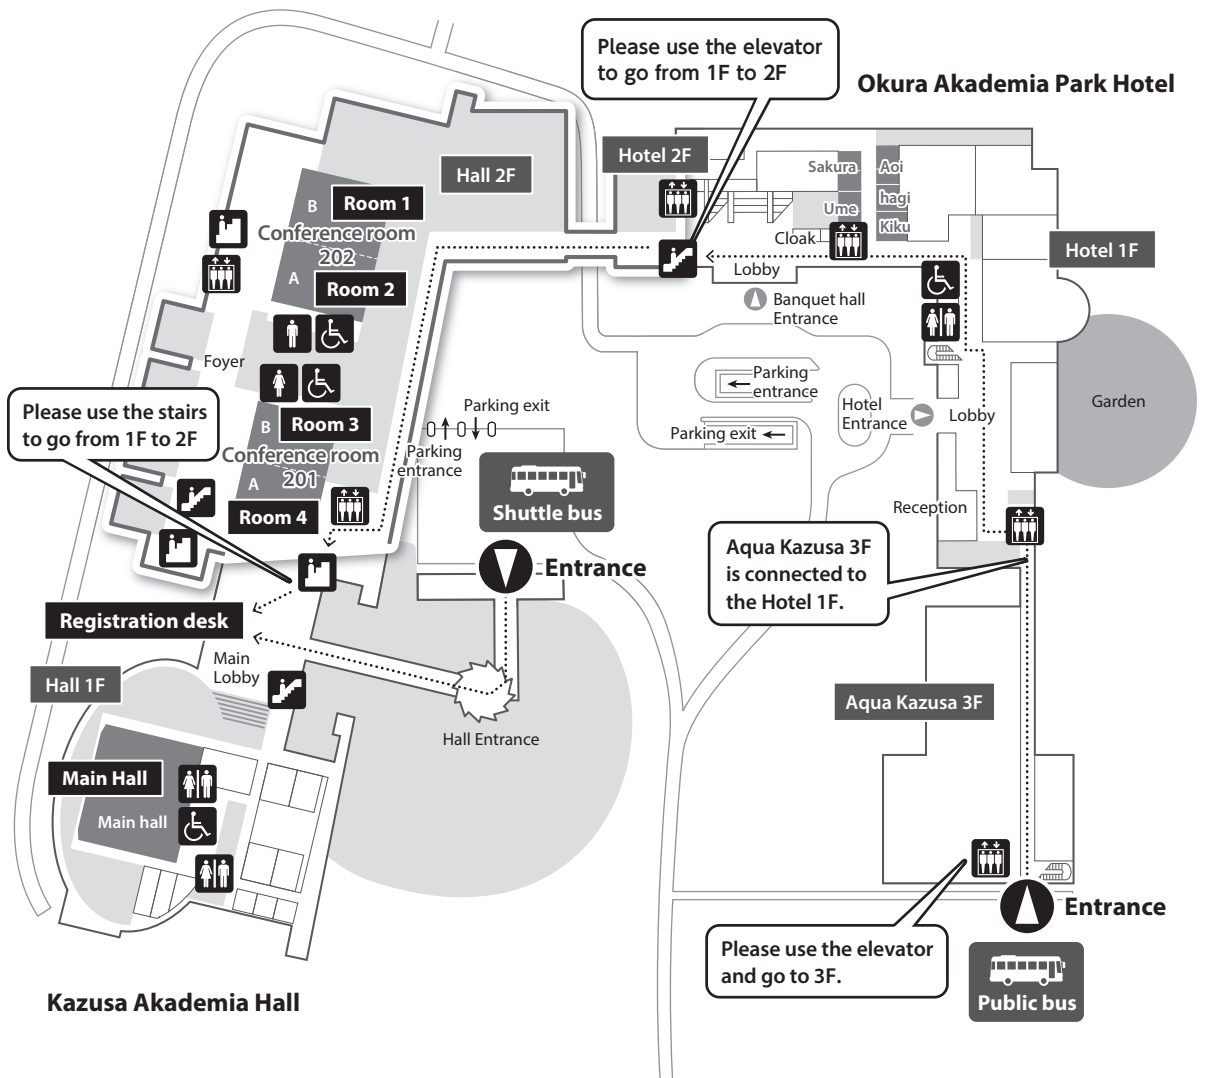 Please use the elevator
to go from 1F to 2F
Okura Akademia Park Hotel
Hotel 2F
Hall 2F
Sakura
Aoi
hagi
Ume
Kiku
Cloak
Lobby
Hotel 1F
B
Room 1
Conference room
202
A
Room 2
Banquet hall
Entrance
Foyer
Parking
entrance
Garden
Hotel
Entrance
Lobby
Parking exit
Please use the stairs
to go from 1F to 2F
Parking exit
Parking
entrance
B
Room 3
Conference room
201
A
Room 4
Shuttle bus
Reception
Entrance
Aqua Kazusa 3F
is connected to
the Hotel 1F.
Registration desk
Main
Lobby
Hall 1F
Aqua Kazusa 3F
Hall Entrance
Main Hall
Main hall
Entrance
Please use the elevator
and go to 3F.
Public bus
Kazusa Akademia Hall